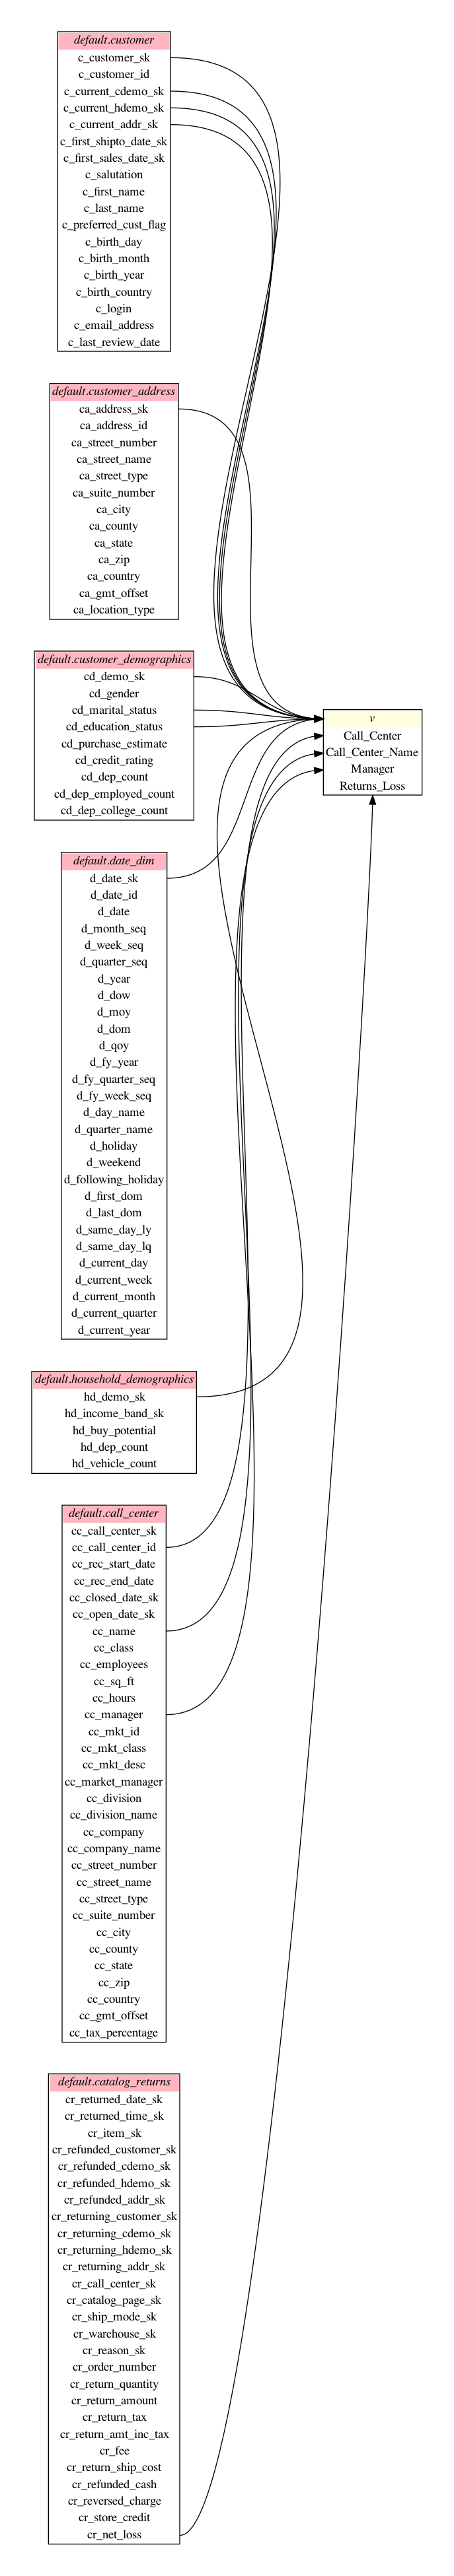 default.customer
c_customer_sk
c_customer_id
c_current_cdemo_sk
c_current_hdemo_sk
c_current_addr_sk
c_first_shipto_date_sk
c_first_sales_date_sk
c_salutation
c_first_name
c_last_name
c_preferred_cust_flag
c_birth_day
c_birth_month
c_birth_year
c_birth_country
c_login
c_email_address
c_last_review_date
default.customer_address
ca_address_sk
ca_address_id
ca_street_number
ca_street_name
ca_street_type
ca_suite_number
ca_city
ca_county
ca_state
ca_zip
ca_country
ca_gmt_offset
ca_location_type
default.customer_demographics
cd_demo_sk
cd_gender
cd_marital_status
cd_education_status
cd_purchase_estimate
cd_credit_rating
cd_dep_count
cd_dep_employed_count
cd_dep_college_count
v
Call_Center
Call_Center_Name
Manager
Returns_Loss
default.date_dim
d_date_sk
d_date_id
d_date
d_month_seq
d_week_seq
d_quarter_seq
d_year
d_dow
d_moy
d_dom
d_qoy
d_fy_year
d_fy_quarter_seq
d_fy_week_seq
d_day_name
d_quarter_name
d_holiday
d_weekend
d_following_holiday
d_first_dom
d_last_dom
d_same_day_ly
d_same_day_lq
d_current_day
d_current_week
d_current_month
d_current_quarter
d_current_year
default.household_demographics
hd_demo_sk
hd_income_band_sk
hd_buy_potential
hd_dep_count
hd_vehicle_count
default.call_center
cc_call_center_sk
cc_call_center_id
cc_rec_start_date
cc_rec_end_date
cc_closed_date_sk
cc_open_date_sk
cc_name
cc_class
cc_employees
cc_sq_ft
cc_hours
cc_manager
cc_mkt_id
cc_mkt_class
cc_mkt_desc
cc_market_manager
cc_division
cc_division_name
cc_company
cc_company_name
cc_street_number
cc_street_name
cc_street_type
cc_suite_number
cc_city
cc_county
cc_state
cc_zip
cc_country
cc_gmt_offset
cc_tax_percentage
default.catalog_returns
cr_returned_date_sk
cr_returned_time_sk
cr_item_sk
cr_refunded_customer_sk
cr_refunded_cdemo_sk
cr_refunded_hdemo_sk
cr_refunded_addr_sk
cr_returning_customer_sk
cr_returning_cdemo_sk
cr_returning_hdemo_sk
cr_returning_addr_sk
cr_call_center_sk
cr_catalog_page_sk
cr_ship_mode_sk
cr_warehouse_sk
cr_reason_sk
cr_order_number
cr_return_quantity
cr_return_amount
cr_return_tax
cr_return_amt_inc_tax
cr_fee
cr_return_ship_cost
cr_refunded_cash
cr_reversed_charge
cr_store_credit
cr_net_loss